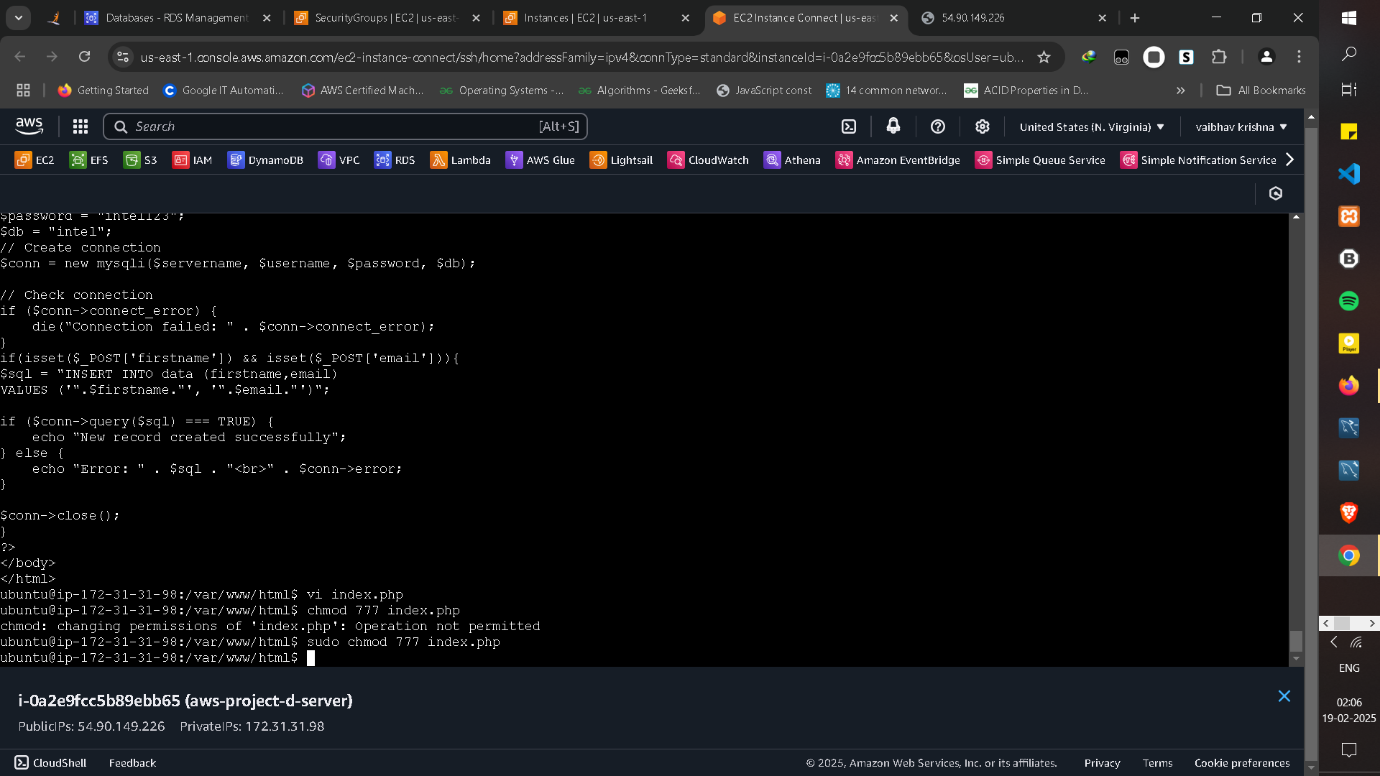 Databases - RDS Management
SecurityGroups | EC2 | us-east-
Instances | EC2 | us-east-1
EC2 Instance Connect | us-eas
54.90.149.226
us-east-1.console.aws.amazon.com/ec2-instance-connect/ssh/home?addressFamily=ipv4&connType=standard&instanceId=i-0a2e9fcc5b89ebb65&osUser=ub...
Getting Started
Google IT Automati...
AWS Certified Mach...
Operating Systems -...
Algorithms - Geeksf...
JavaScript const
14 common networ...
ACID Properties in D...
All Bookmarks
aws
Search
[Alt+S]
United States (N. Virginia)
vaibhav krishna
EC2
EFS
S3
IAM
DynamoDB
VPC
RDS
Lambda
AWS Glue
Lightsail
CloudWatch
Athena
Amazon EventBridge
Simple Queue Service
Simple Notification Service
$password = "intel123";
$db = "intel";
// Create connection
$conn = new mysqli($servername, $username, $password, $db);
// Check connection
if ($conn->connect_error) {
die("Connection failed: " . $conn->connect_error);
}
if(isset($_POST['firstname']) && isset($_POST['email'])){
$sql = "INSERT INTO data (firstname,email)
VALUES ('".$firstname."', '".$email."')";
if ($conn->query($sql) === TRUE) {
echo "New record created successfully";
} else {
echo "Error: " . $sql . "<br>" . $conn->error;
}
$conn->close();
}
?>
</body>
</html>
ubuntu@ip-172-31-31-98:/var/www/html$ vi index.php
ubuntu@ip-172-31-31-98:/var/www/html$ chmod 777 index.php
chmod: changing permissions of 'index.php': Operation not permitted
ubuntu@ip-172-31-31-98:/var/www/html$ sudo chmod 777 index.php
ubuntu@ip-172-31-31-98:/var/www/html$
i-0a2e9fcc5b89ebb65 (aws-project-d-server)
PublicIPs: 54.90.149.226 PrivateIPs: 172.31.31.98
CloudShell
Feedback
© 2025, Amazon Web Services, Inc. or its affiliates.
Privacy
Terms
Cookie preferences
ENG
02:06
19-02-2025